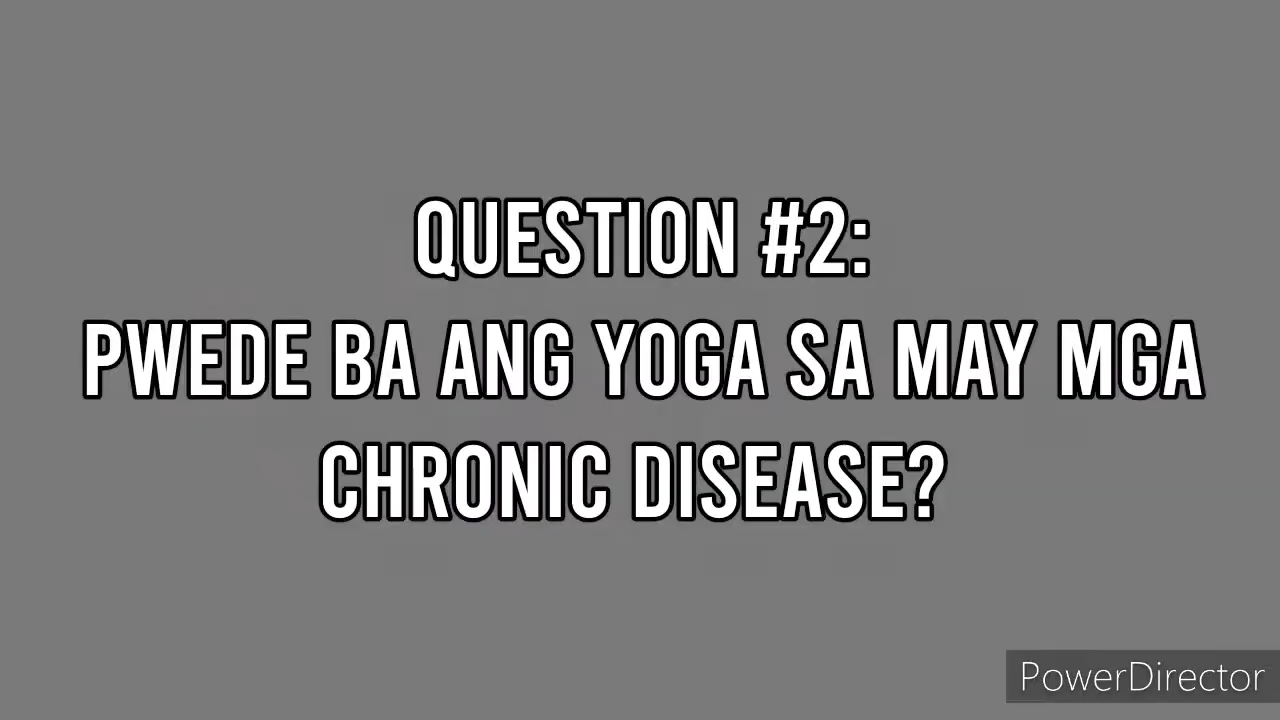 QUESTION #2:
PWEDE BA ANG YOGA SA MAY MGA
CHRONIC DISEASE?
PowerDirector